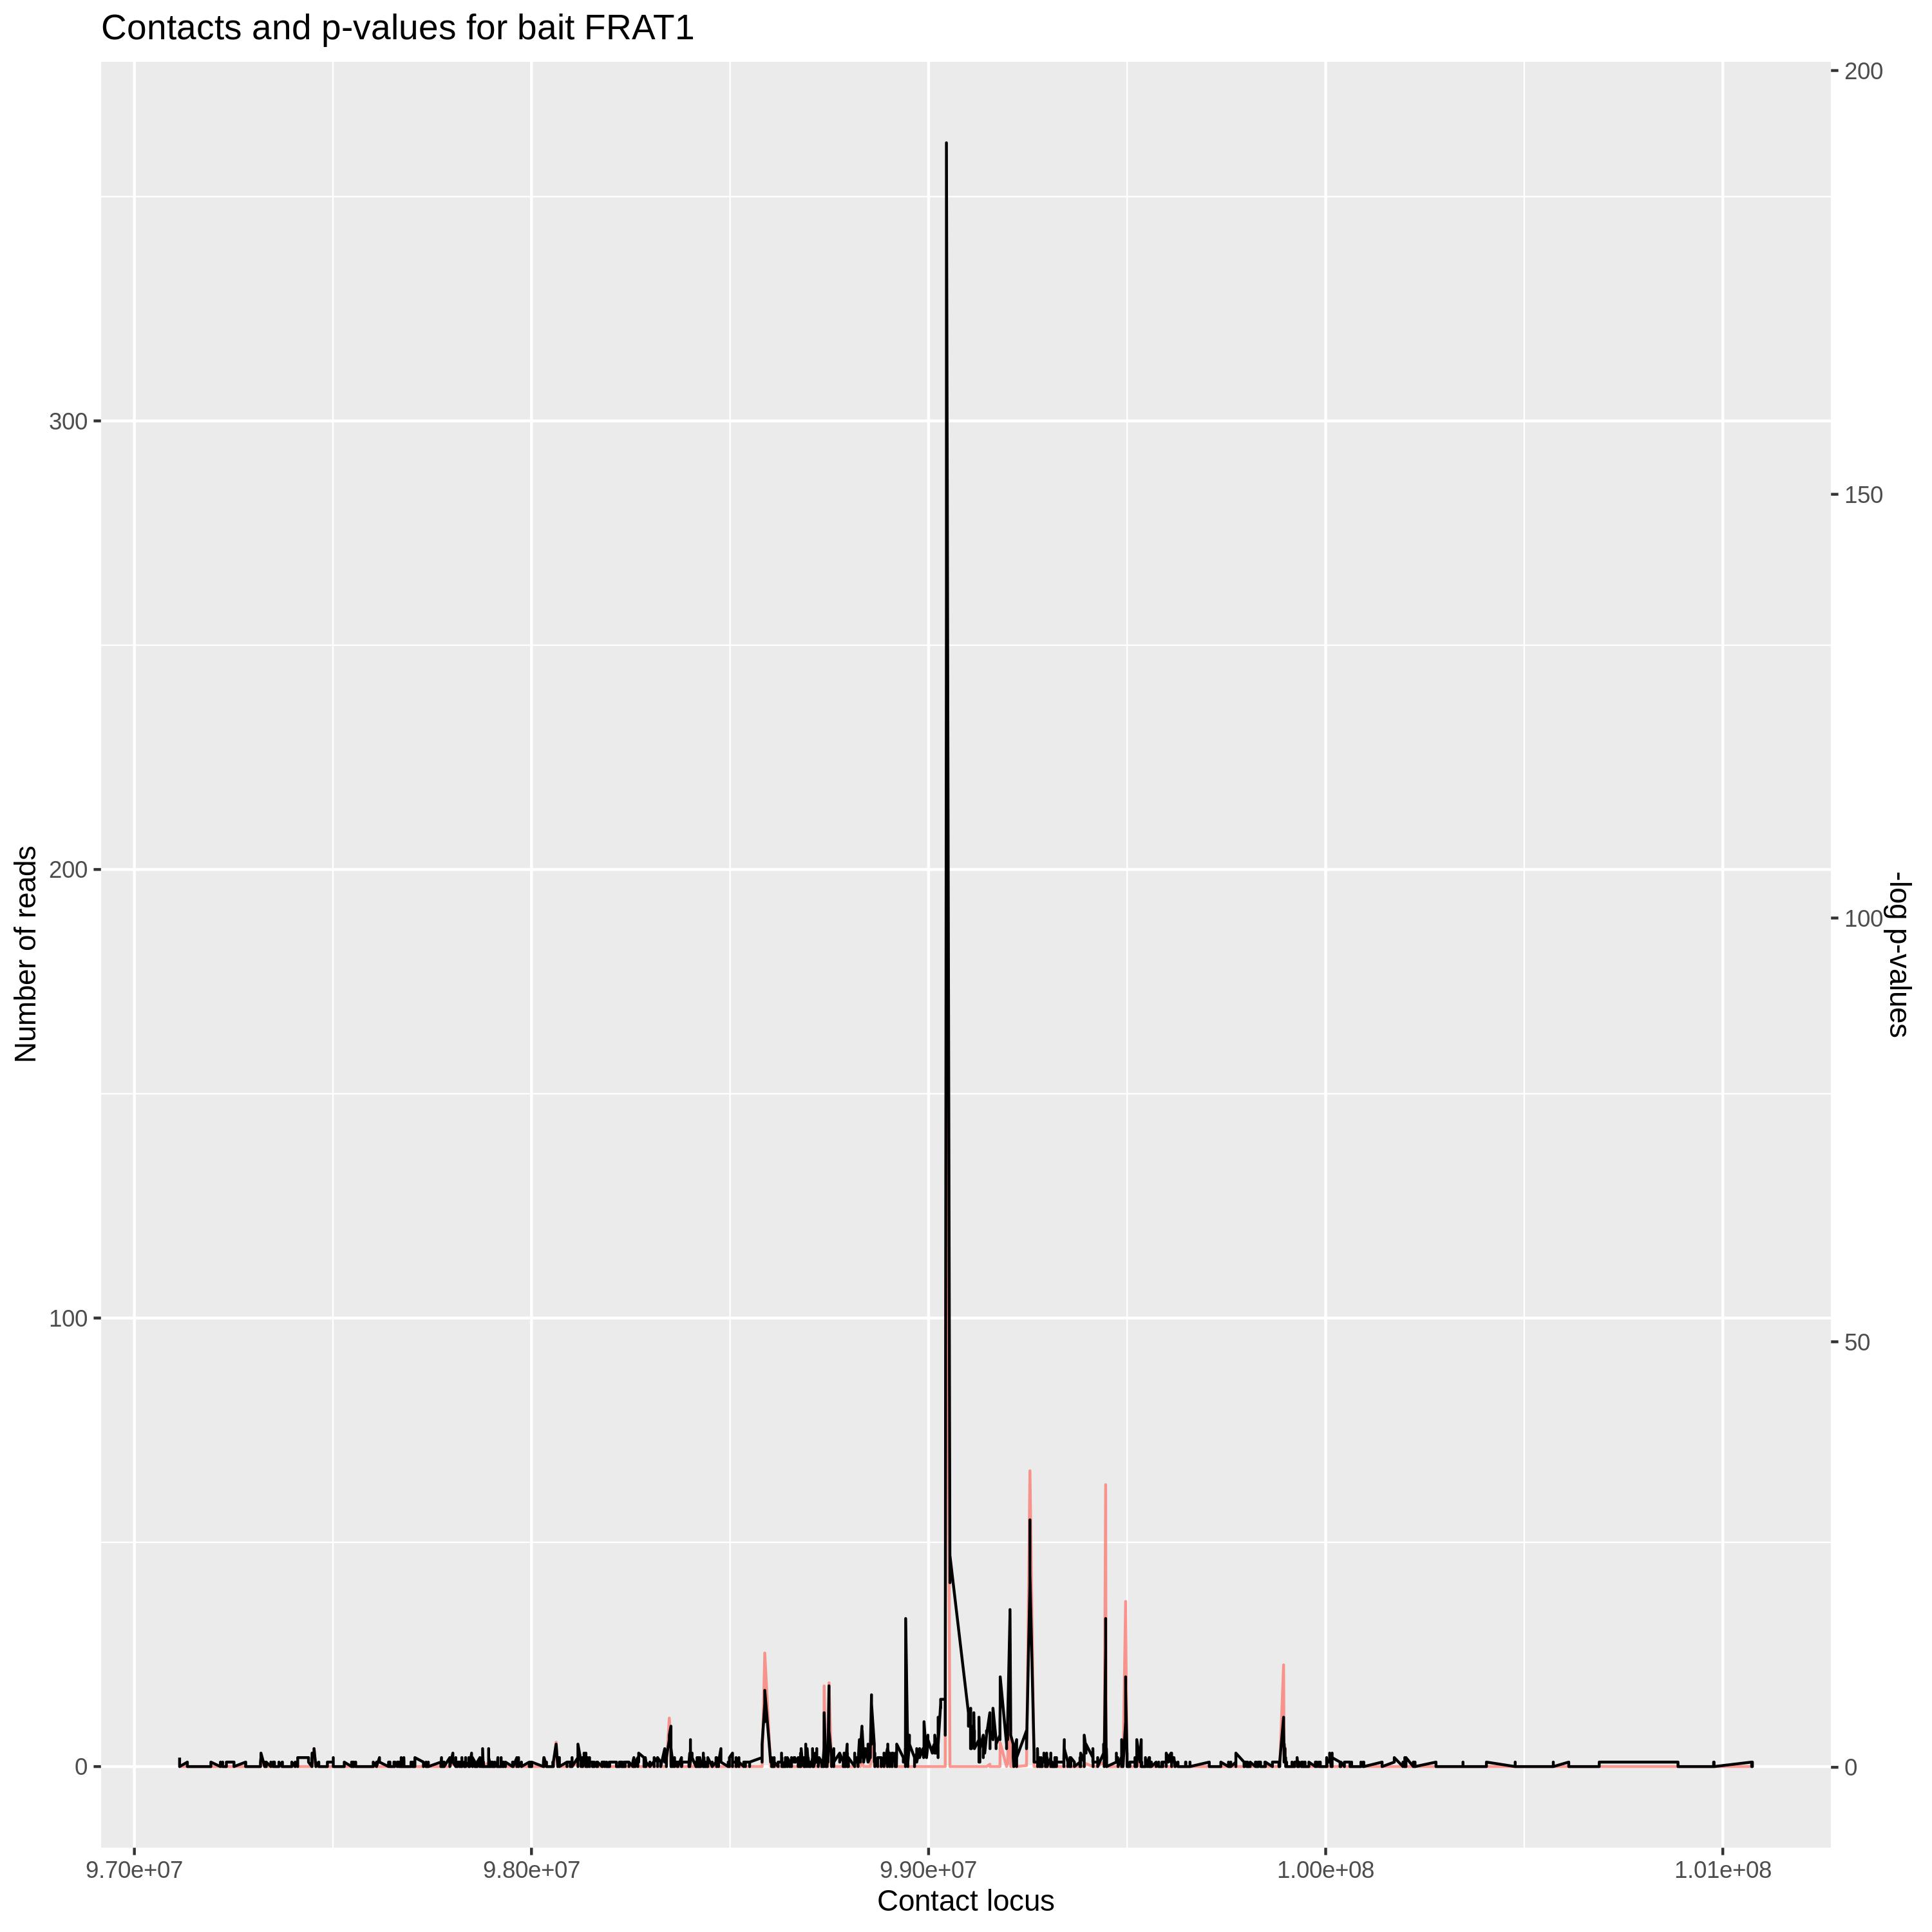 Contacts and p-values for bait FRAT1
200
300
150
200
100
100
50
0
0
Number of reads
-log p-values
9.70e+07 9.80e+07 9.90e+07 1.00e+08 1.01e+08
Contact locus